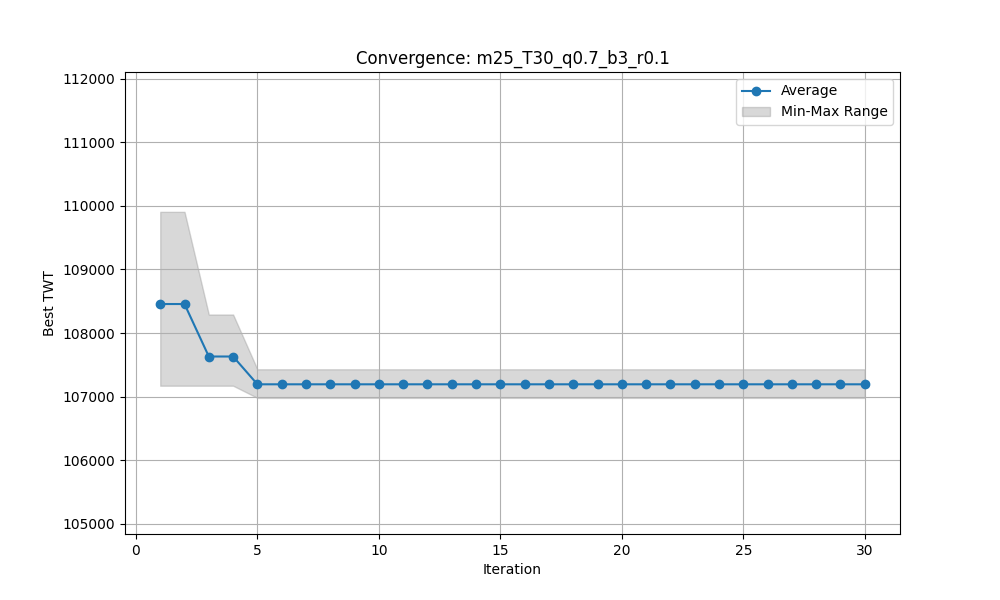 Convergence: m25_T30_q0.7_b3_r0.1
112000
111000
110000
109000
108000
107000
106000
105000
Best TWT
Average
Min-Max Range
0 5 10 15 20 25 30
Iteration